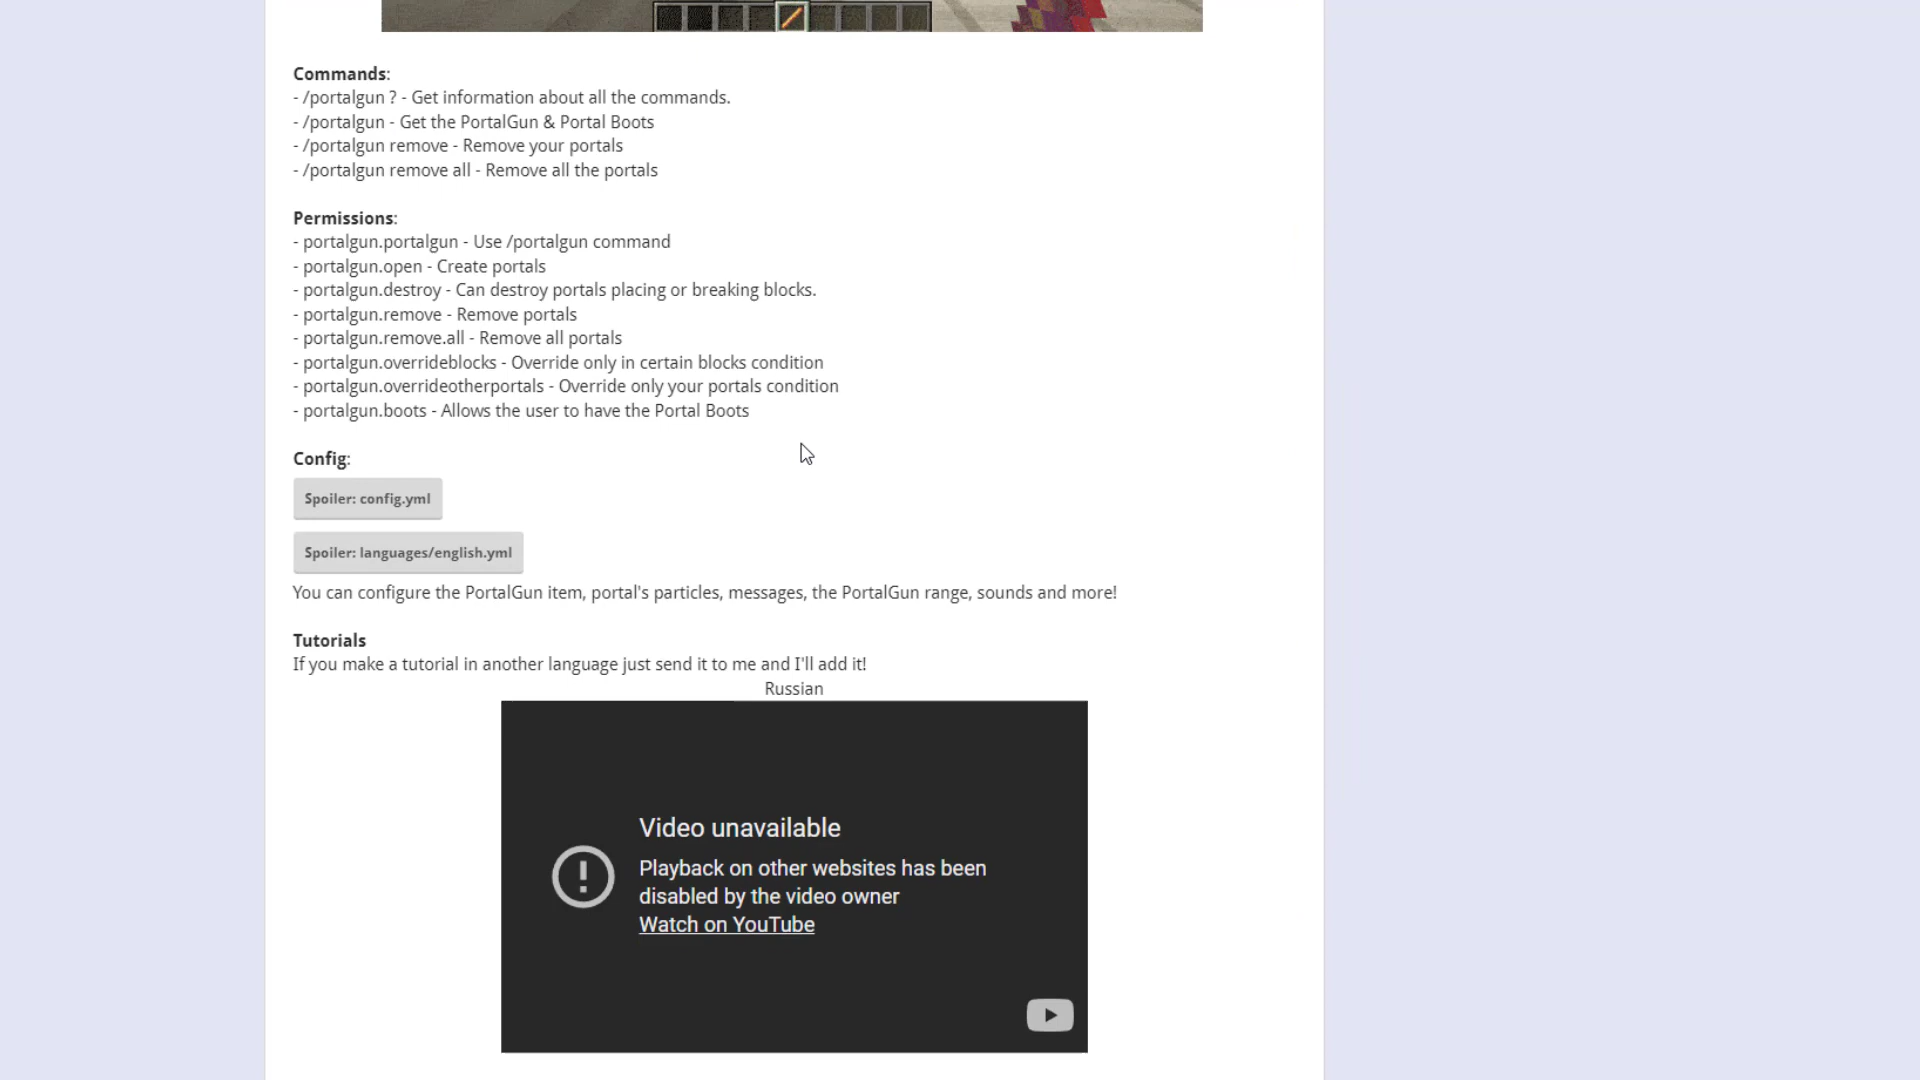 Commands:
- /portalgun ? - Get information about all the commands.
- /portalgun - Get the PortalGun & Portal Boots
- /portalgun remove - Remove your portals
- /portalgun remove all - Remove all the portals
Permissions:
- portalgun.portalgun - Use /portalgun command
- portalgun.open - Create portals
- portalgun.destroy - Can destroy portals placing or breaking blocks.
- portalgun.remove - Remove portals
- portalgun.remove.all - Remove all portals
- portalgun.overrideblocks - Override only in certain blocks condition
- portalgun.overrideotherportals - Override only your portals condition
- portalgun.boots - Allows the user to have the Portal Boots
Config:
Spoiler: config.yml
Spoiler: languages/english.yml
You can configure the PortalGun item, portal's particles, messages, the PortalGun range, sounds and more!
Tutorials
If you make a tutorial in another language just send it to me and I'll add it!
Russian
Video unavailable
Playback on other websites has been
disabled by the video owner
Watch on YouTube